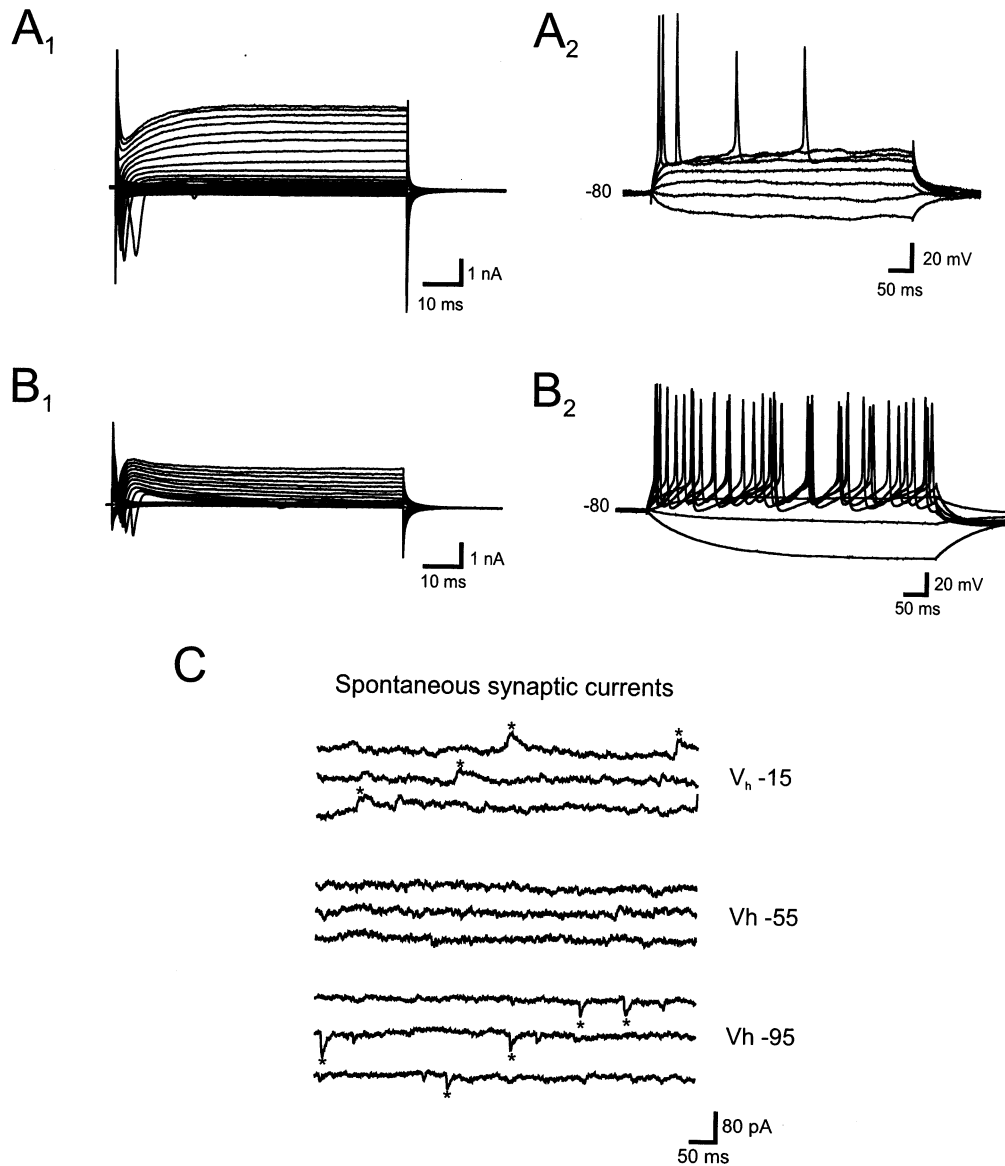 A1
A2
-80
1 nA
10 ms
20 mV
50 ms
B1
B2
-80
1 nA
10 ms
20 mV
50 ms
C
Spontaneous synaptic currents
* *
*
*
Vh -15
Vh -55
* *
Vh -95
* *
*
80 pA
50 ms